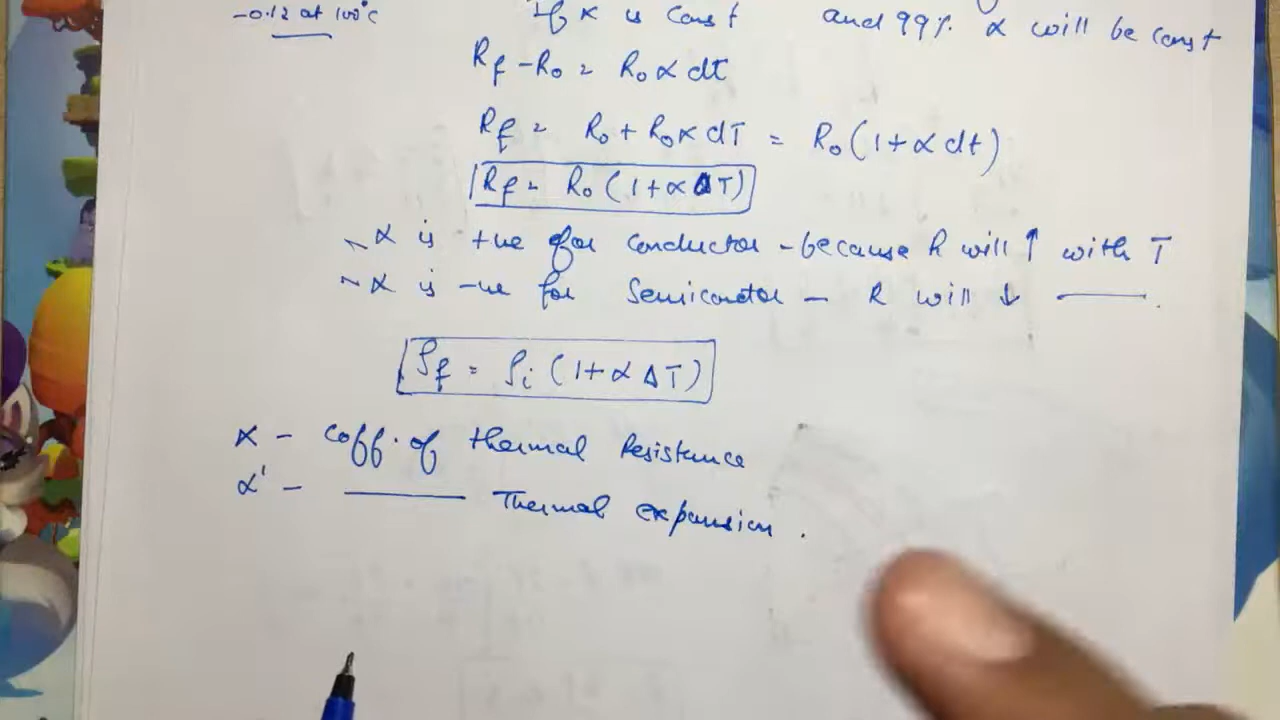 -0.12 at 100°c
If α is const and 99% α will be const
Rf - R₀ = R₀ α dt
Rf = R₀ + R₀ α dT = R₀ (1 + α dt)
Rf = R₀ (1 + α ΔT)
~ α is +ve for conductor - because R will ↑ with T
~ α is -ve for Semiconctor - R will ↓ ———.
ρf = ρi (1 + α ΔT)
α - coff. of thermal Resistence
α' - ——— Thermal expansion.